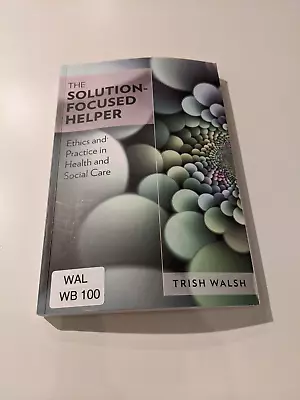 THE
SOLUTION-
FOCUSED
HELPER
Ethics and
Practice in
Health and
Social Care
WAL
WB 100
TRISH WALSH